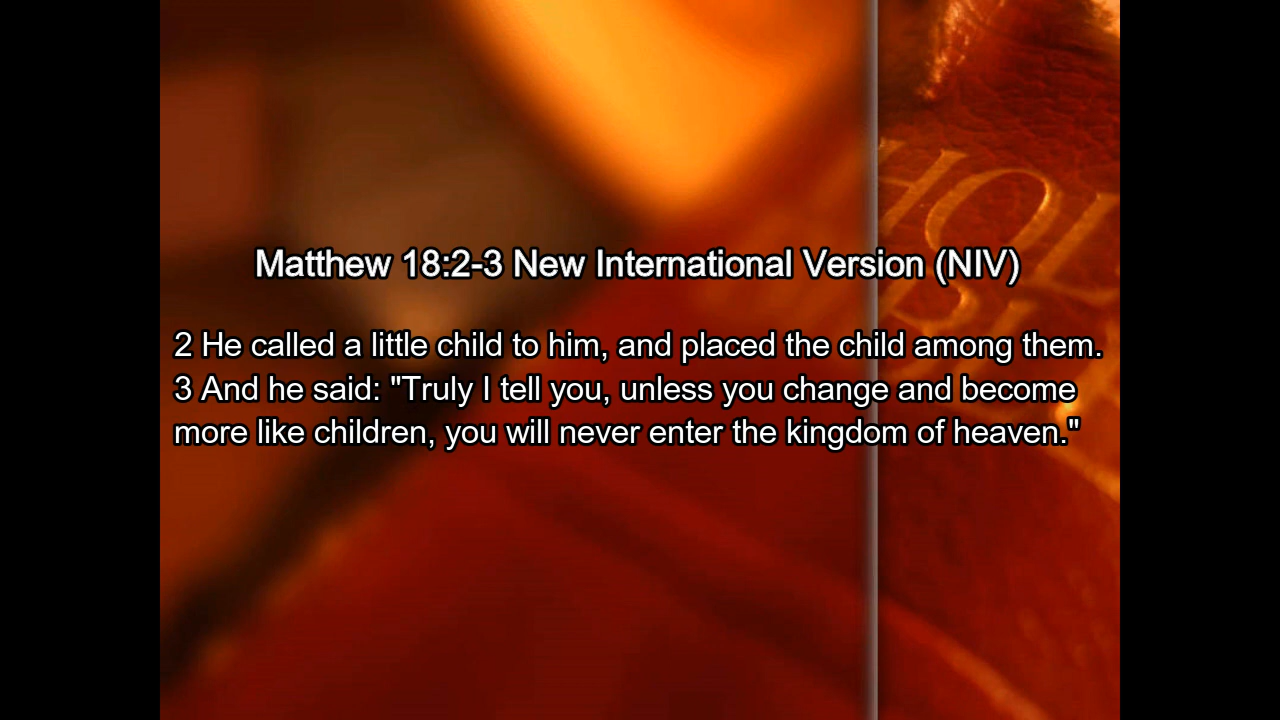 HOL
BI
Matthew 18:2-3 New International Version (NIV)
2 He called a little child to him, and placed the child among them.
3 And he said: "Truly I tell you, unless you change and become
more like children, you will never enter the kingdom of heaven."